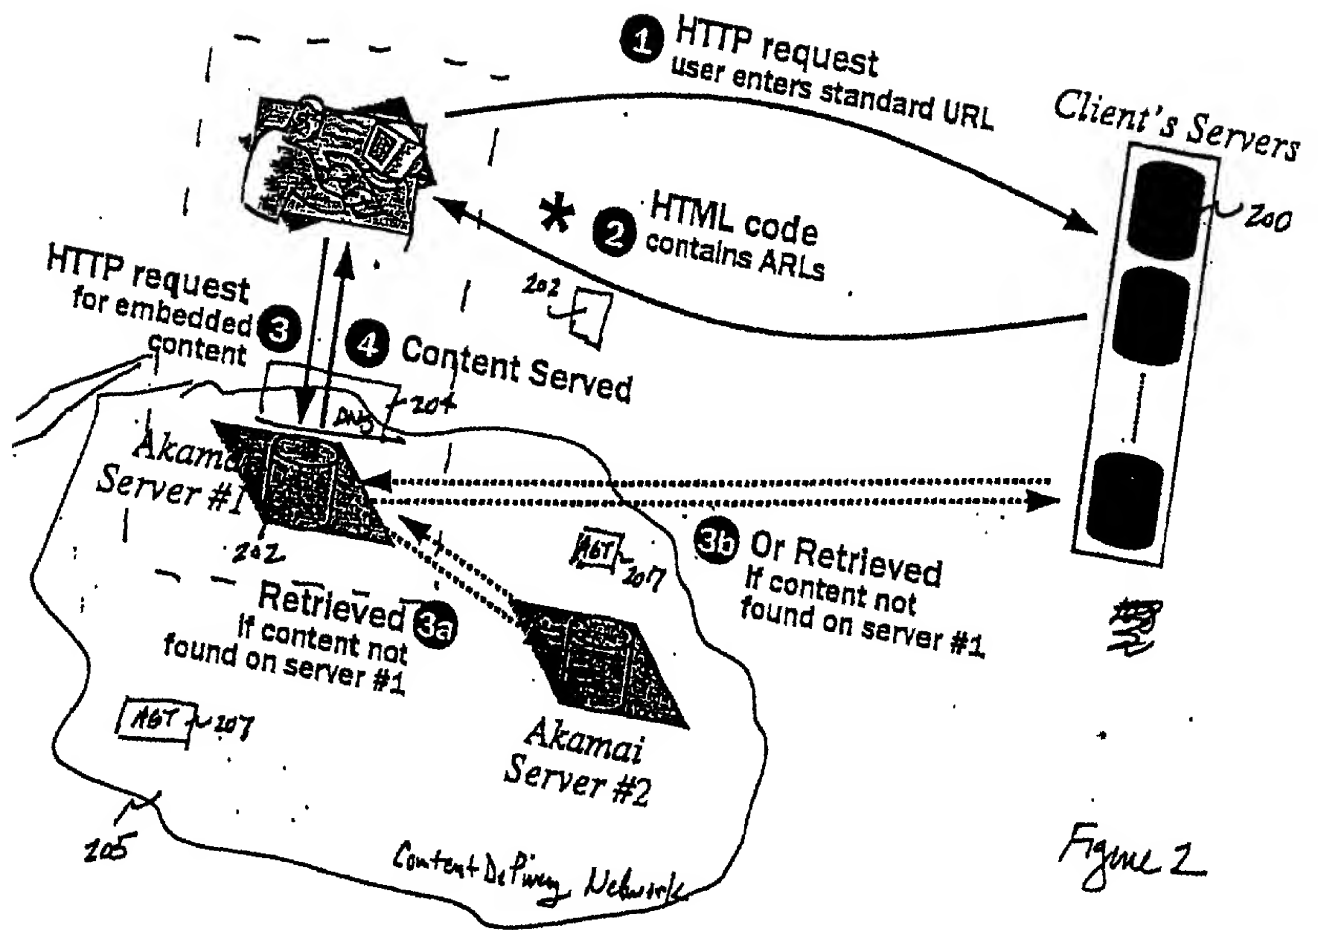 1 HTTP request
user enters standard URL
Client's Servers
200
* 2 HTML code
contains ARLs
202
HTTP request
for embedded
content
3
4 Content Served
204
DNS
Akamai
Server #1
202
3b Or Retrieved
If content not
found on server #1
AGT
207
Retrieved 3a
If content not
found on server #1
AGT 207
Akamai
Server #2
205
Content Delivery Network
Figure 2